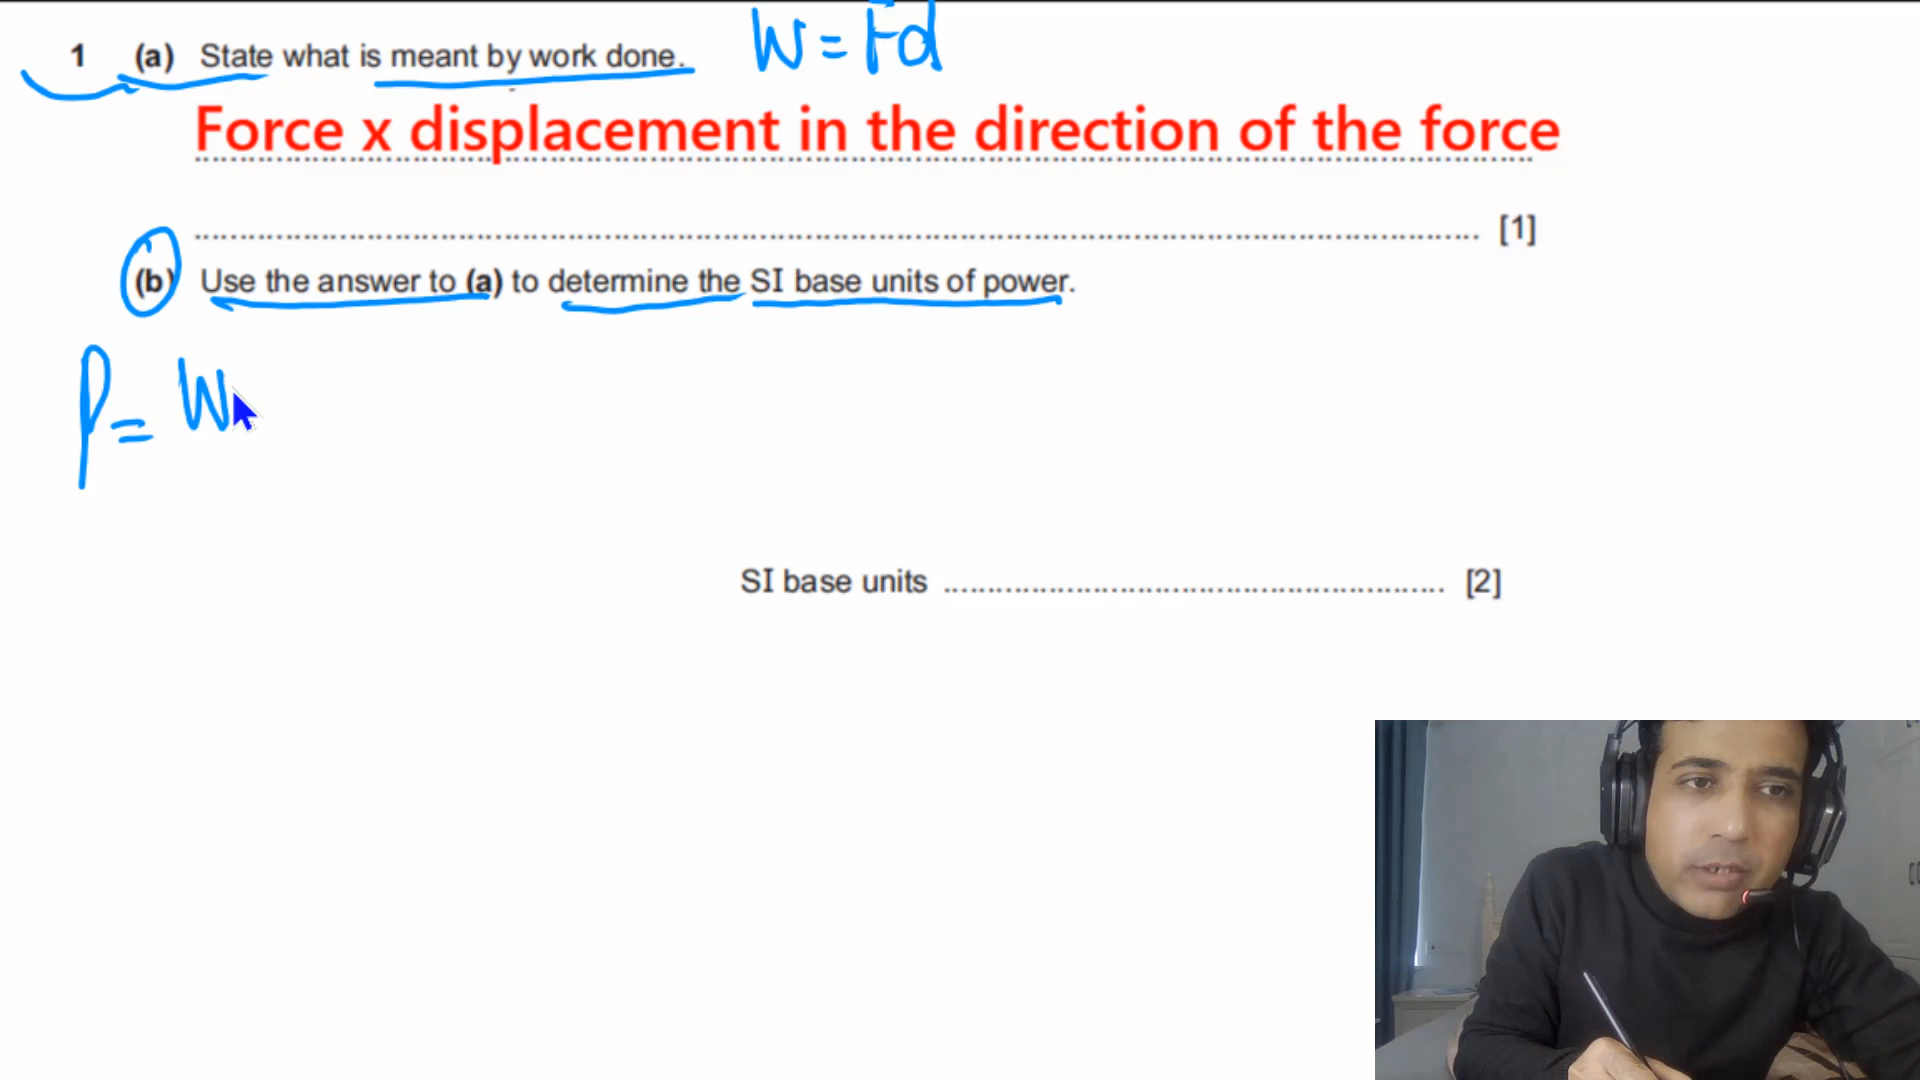 1 (a) State what is meant by work done. W = Fd
Force x displacement in the direction of the force
[1]
(b) Use the answer to (a) to determine the SI base units of power.
P = W
SI base units [2]